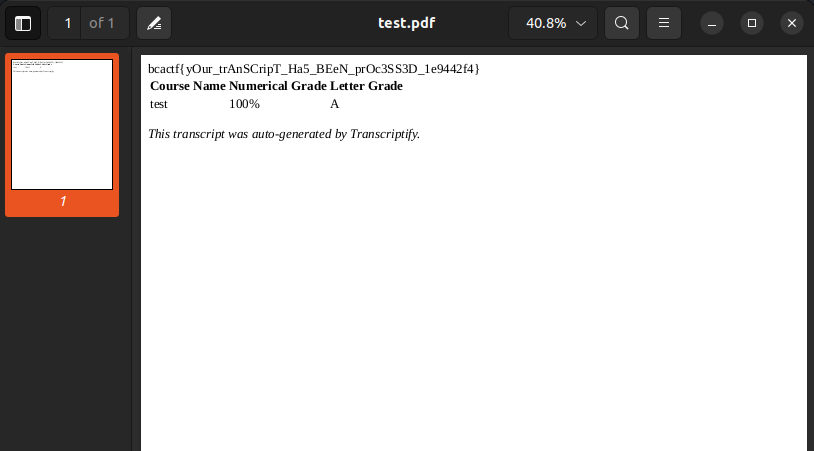 1 of 1
test.pdf
40.8%
bcactf{yOur_trAnSCripT_Ha5_BEeN_prOc3SS3D_1e9442f4}
Course Name Numerical Grade Letter Grade
test 100% A
This transcript was auto-generated by Transcriptify.
1